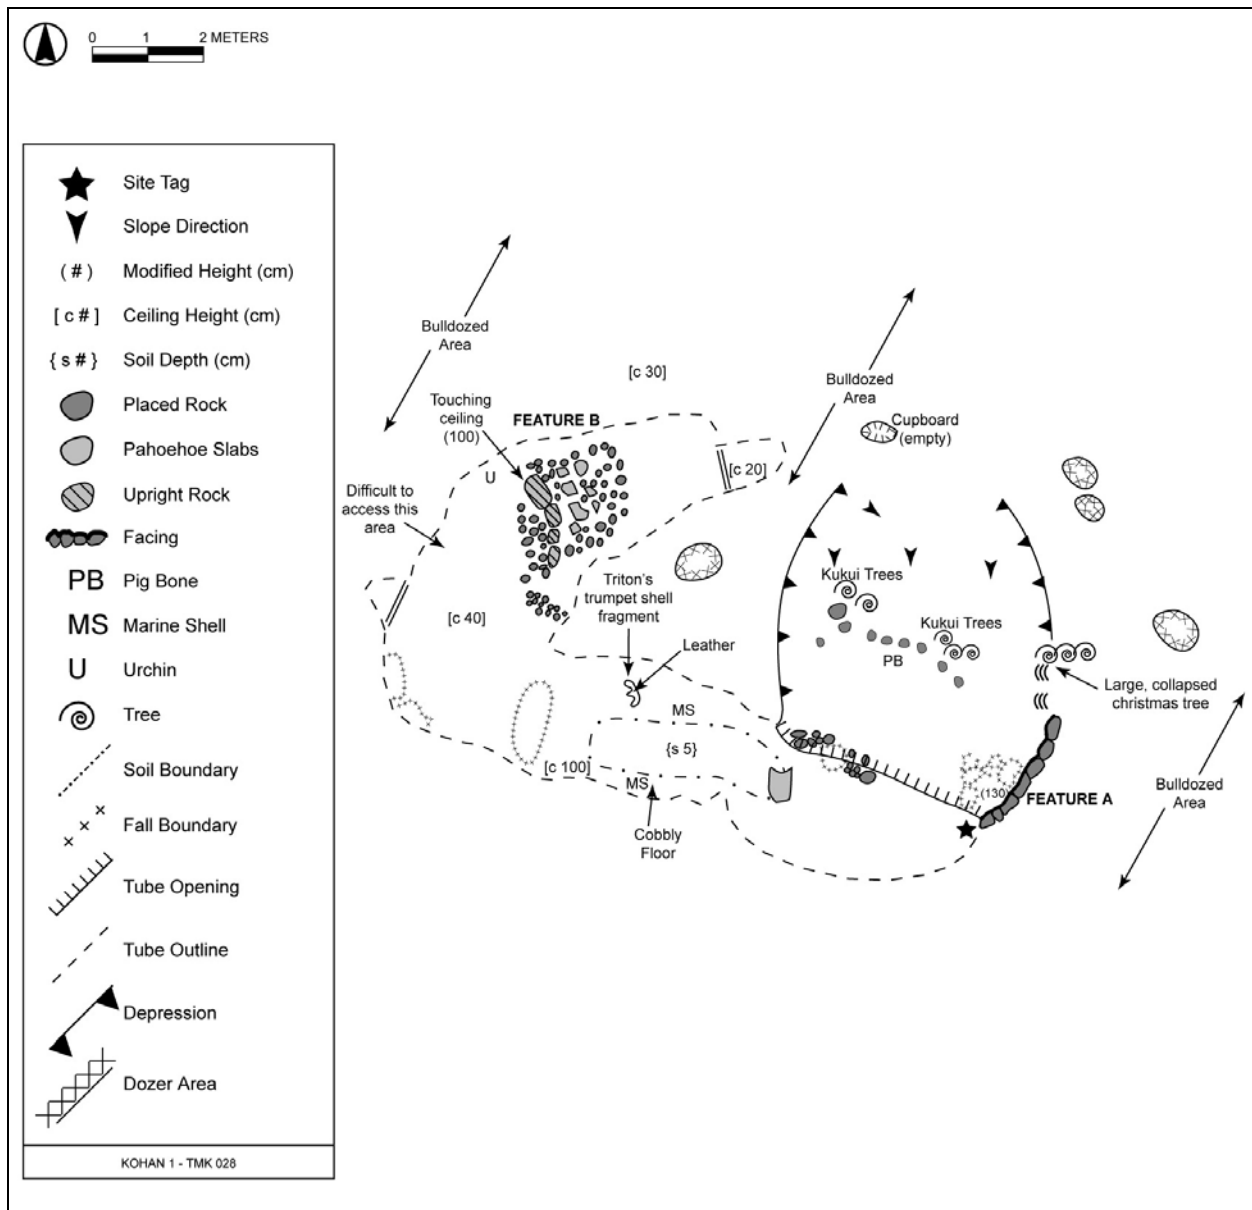 0 1 2 METERS
Site Tag
Slope Direction
( # ) Modified Height (cm)
[ c # ] Ceiling Height (cm)
{ s # } Soil Depth (cm)
Placed Rock
Pahoehoe Slabs
Upright Rock
Facing
PB Pig Bone
MS Marine Shell
U Urchin
Tree
Soil Boundary
Fall Boundary
Tube Opening
Tube Outline
Depression
Dozer Area
KOHAN 1 - TMK 028
Bulldozed
Area
[c 30]
Touching
ceiling
(100)
FEATURE B
U
[c 20]
Difficult to
access this
area
[c 40]
Bulldozed
Area
Cupboard
(empty)
Triton's
trumpet shell
fragment
Leather
Kukui Trees
Kukui Trees
PB
Large, collapsed
christmas tree
MS
{s 5}
[c 100]
MS
Cobbly
Floor
(130)
FEATURE A
Bulldozed
Area